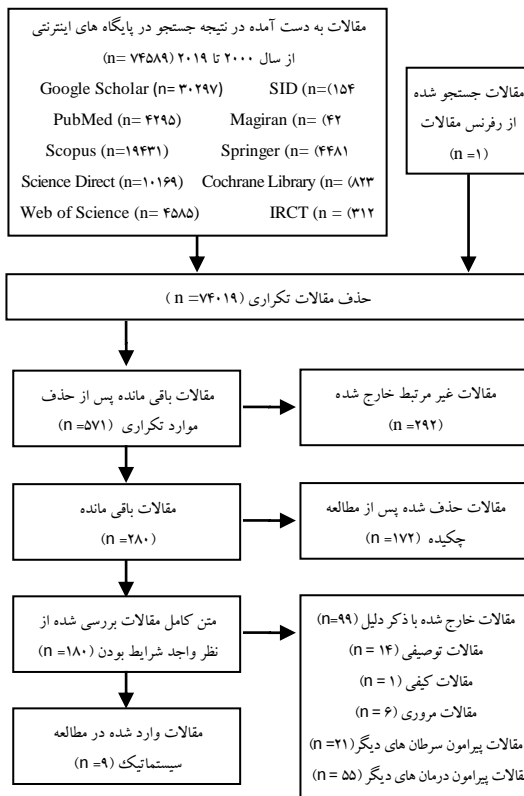 مقالات به دست آمده در نتیجه جستجو در پایگاه های اینترنتی
از سال ۲۰۰۰ تا ۲۰۱۹ (n= ۷۴۵۸۹)
Google Scholar (n= ۳۰۲۹۷) SID (n=(۱۵۴
PubMed (n= ۴۲۹۵) Magiran (n= (۴۲
Scopus (n=۱۹۴۳۱) Springer (n= (۴۴۸۱
Science Direct (n=۱۰۱۶۹) Cochrane Library (n= (۸۲۳
Web of Science (n= ۴۵۸۵) IRCT (n = (۳۱۲
مقالات جستجو شده
از رفرنس مقالات
(n =۱)
حذف مقالات تکراری (n =۷۴۰۱۹ )
مقالات باقی مانده پس از حذف
موارد تکراری (n =۵۷۱)
مقالات غیر مرتبط خارج شده
(n =۲۹۲)
مقالات باقی مانده
(n =۲۸۰)
مقالات حذف شده پس از مطالعه
چکیده (n =۱۷۲)
متن کامل مقالات بررسی شده از
نظر واجد شرایط بودن (n =۱۸۰)
مقالات خارج شده با ذکر دلیل (n=۹۹)
مقالات توصیفی (n = ۱۴)
مقالات کیفی (n = ۱)
مقالات مروری (n = ۶)
مقالات پیرامون سرطان های دیگر (n =۲۱)
مقالات پیرامون درمان های دیگر (n = ۵۵)
مقالات وارد شده در مطالعه
سیستماتیک (n =۹)